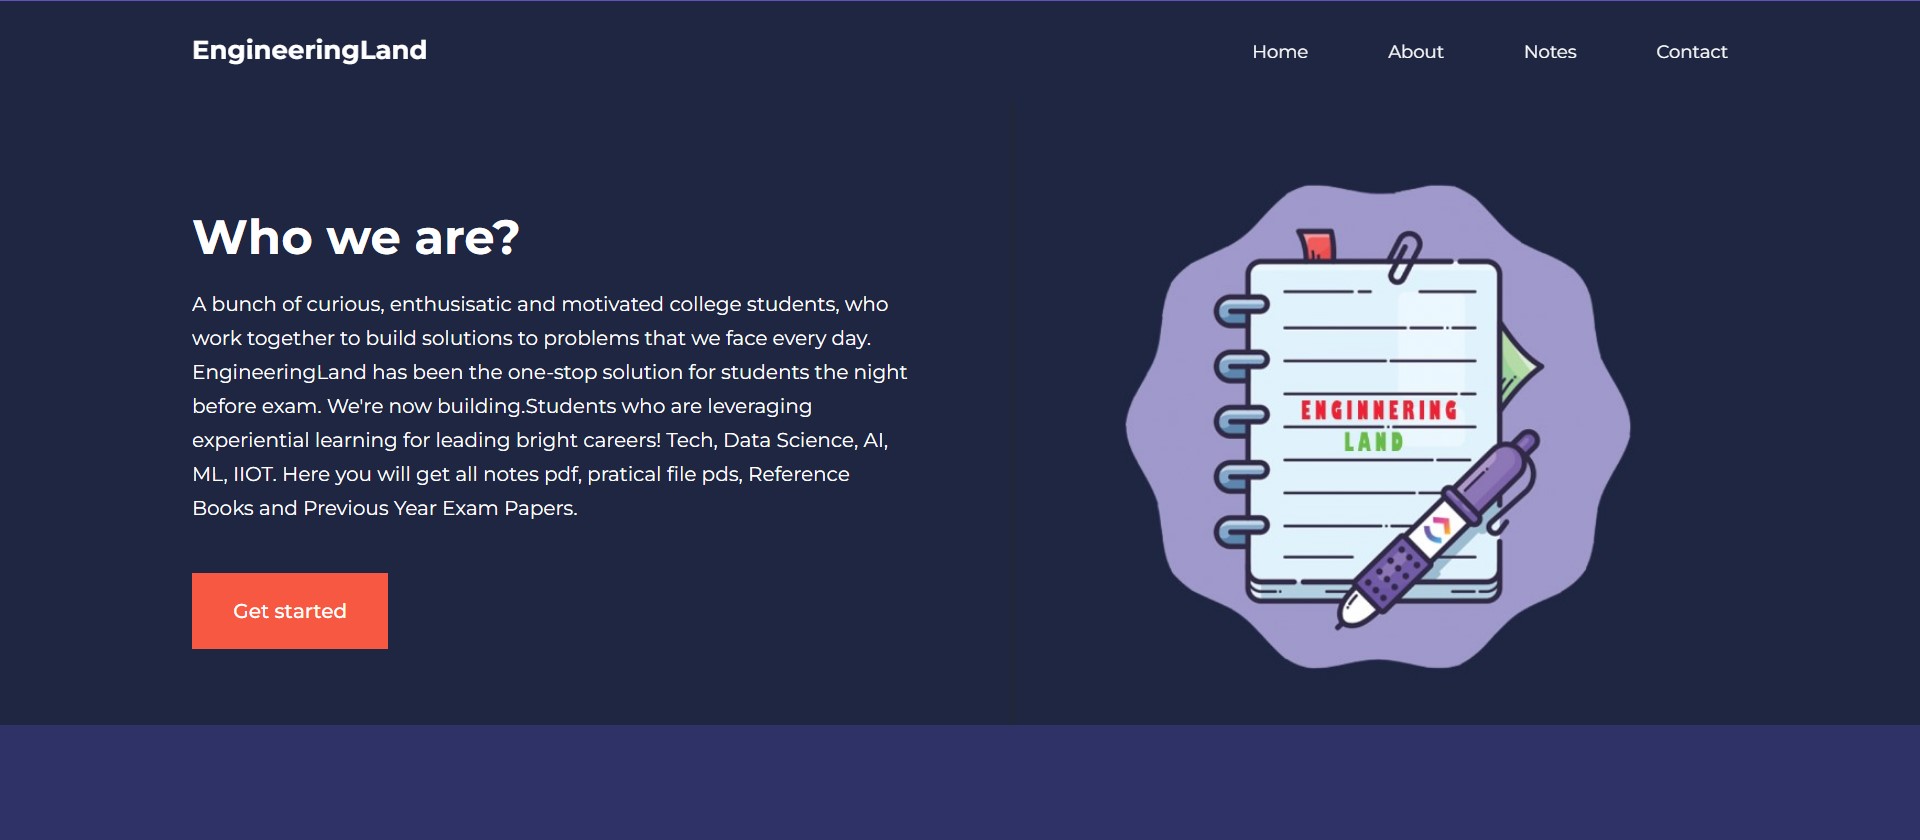 EngineeringLand
Home
About
Notes
Contact
Who we are?
A bunch of curious, enthusisatic and motivated college students, who
work together to build solutions to problems that we face every day.
EngineeringLand has been the one-stop solution for students the night
before exam. We're now building.Students who are leveraging
experiential learning for leading bright careers! Tech, Data Science, AI,
ML, IIOT. Here you will get all notes pdf, pratical file pds, Reference
Books and Previous Year Exam Papers.
Get started
ENGINNERING
LAND